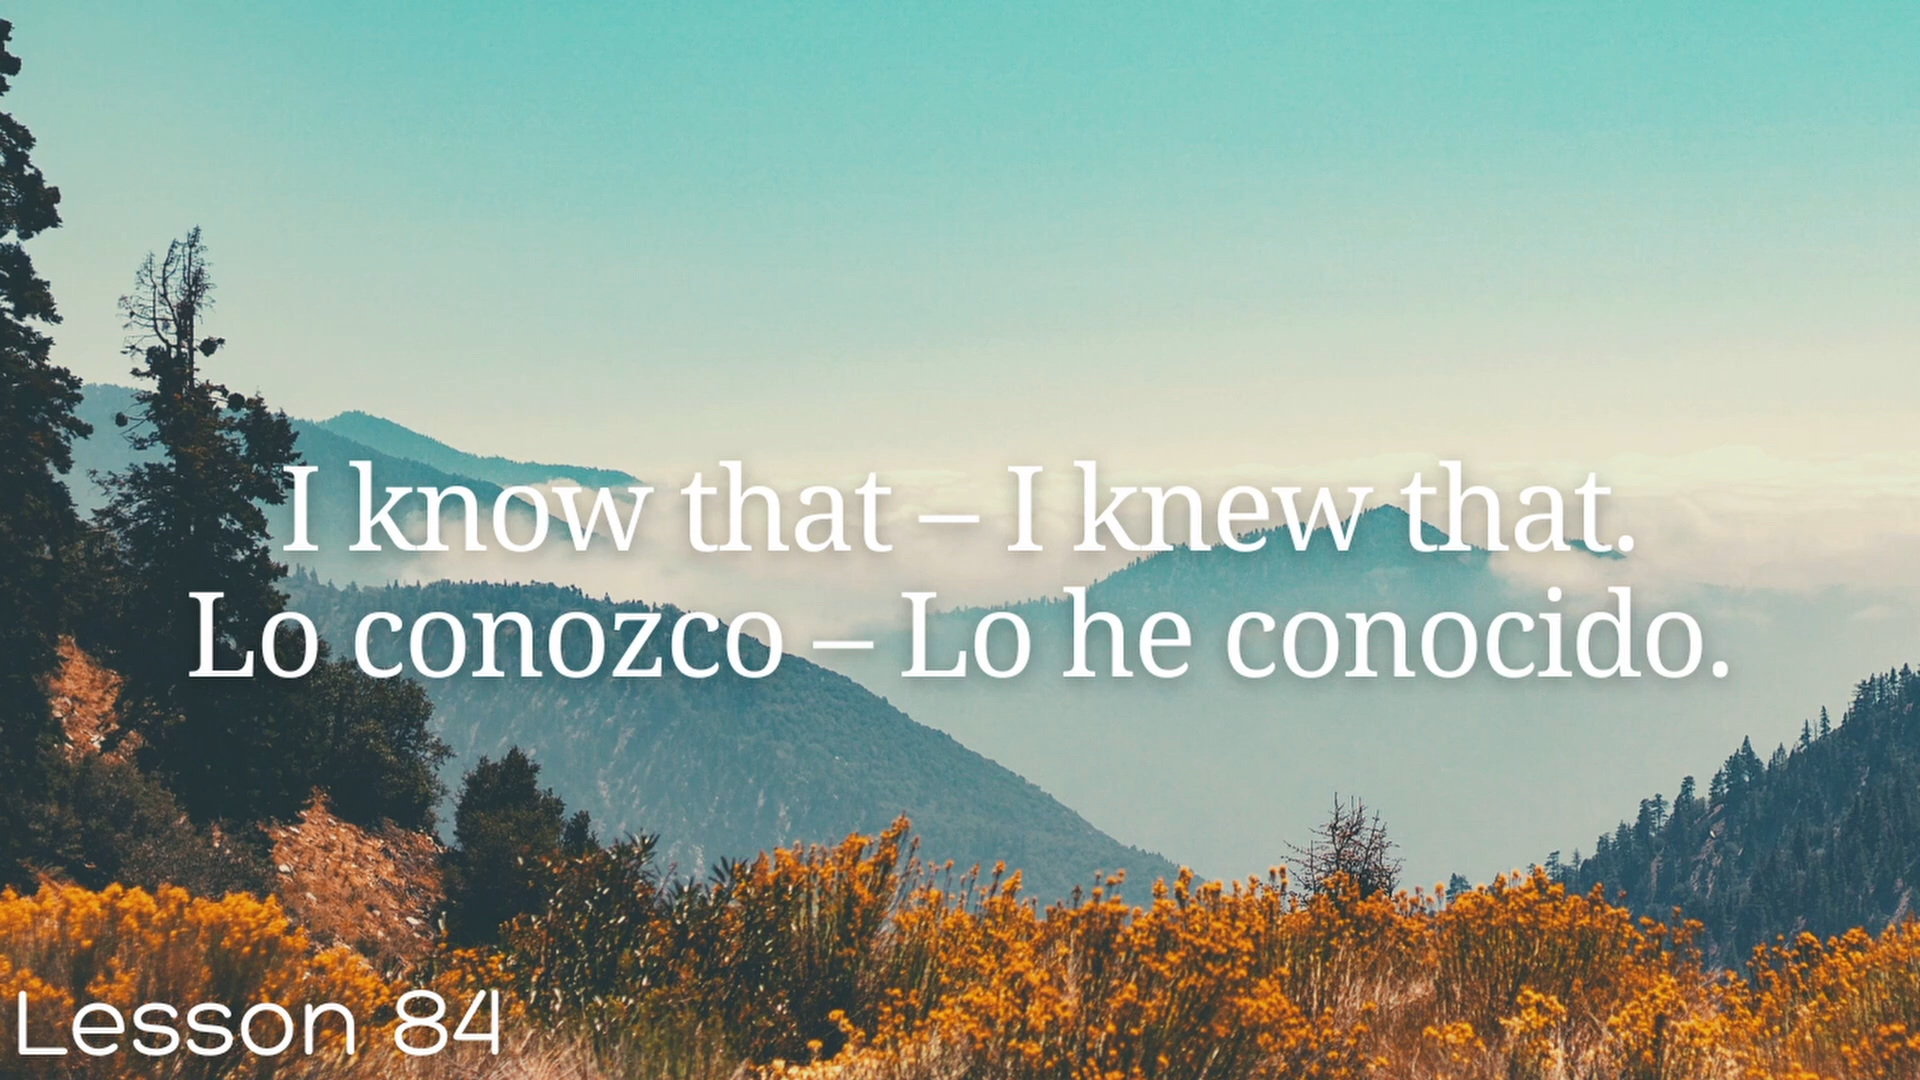 I know that – I knew that.
Lo conozco – Lo he conocido.
Lesson 84